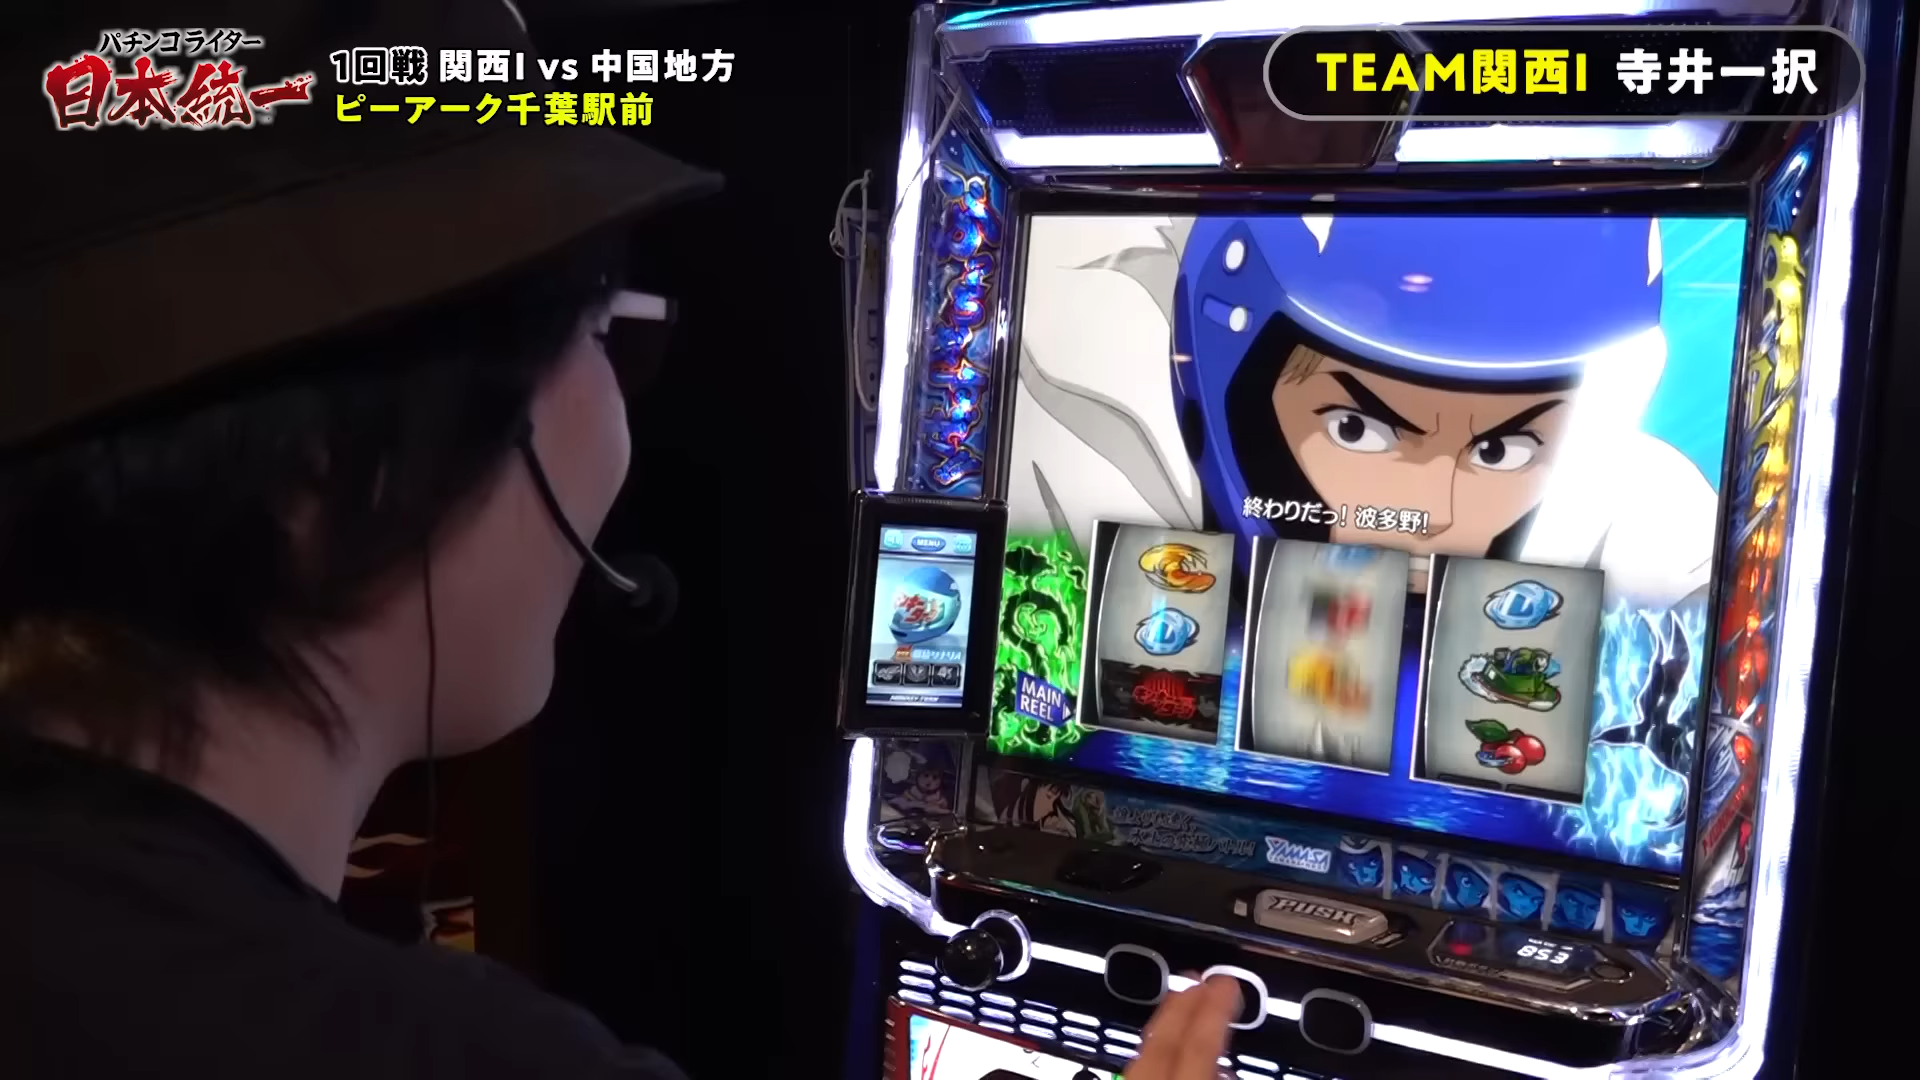 パチンコライター
日本統一
1回戦 関西I vs 中国地方
ピーアーク千葉駅前
TEAM関西I 寺井一択
終わりだっ! 波多野!
MENU
MAIN
REEL
YAMASA
PUSH
853